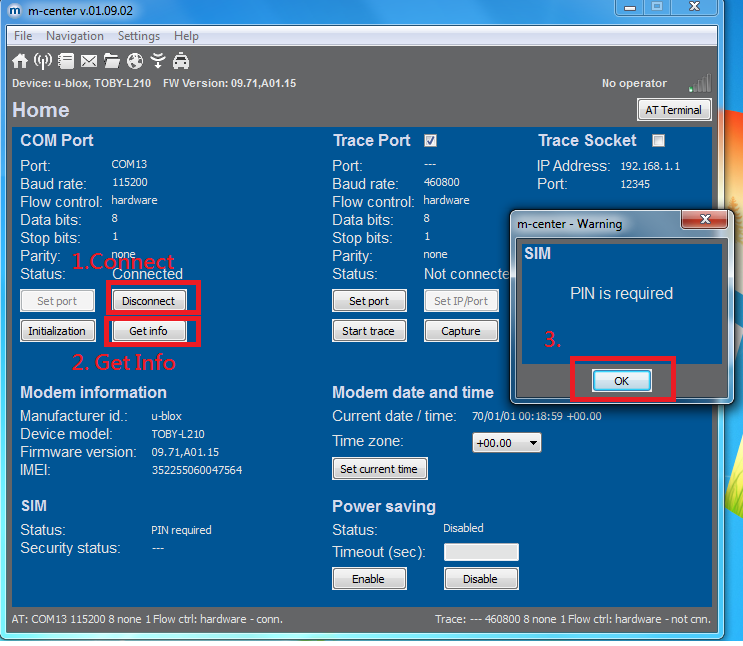 m m-center v.01.09.02
File Navigation Settings Help
Device: u-blox, TOBY-L210 FW Version: 09.71,A01.15
No operator
Home
AT Terminal
COM Port
Port: COM13
Baud rate: 115200
Flow control: hardware
Data bits: 8
Stop bits: 1
Parity: none
1.Connect
Status: Connected
Set port Disconnect
Initialization Get info
2. Get Info
Trace Port
Port: ---
Baud rate: 460800
Flow control: hardware
Data bits: 8
Stop bits: 1
Parity: none
Status: Not connecte
Set port Set IP/Port
Start trace Capture
Trace Socket
IP Address: 192.168.1.1
Port: 12345
m-center - Warning
SIM
PIN is required
3.
OK
Modem information
Manufacturer id.: u-blox
Device model: TOBY-L210
Firmware version: 09.71,A01.15
IMEI: 352255060047564
Modem date and time
Current date / time: 70/01/01 00:18:59 +00.00
Time zone: +00.00
Set current time
SIM
Status: PIN required
Security status: ---
Power saving
Status: Disabled
Timeout (sec):
Enable Disable
AT: COM13 115200 8 none 1 Flow ctrl: hardware - conn.
Trace: --- 460800 8 none 1 Flow ctrl: hardware - not cnn.